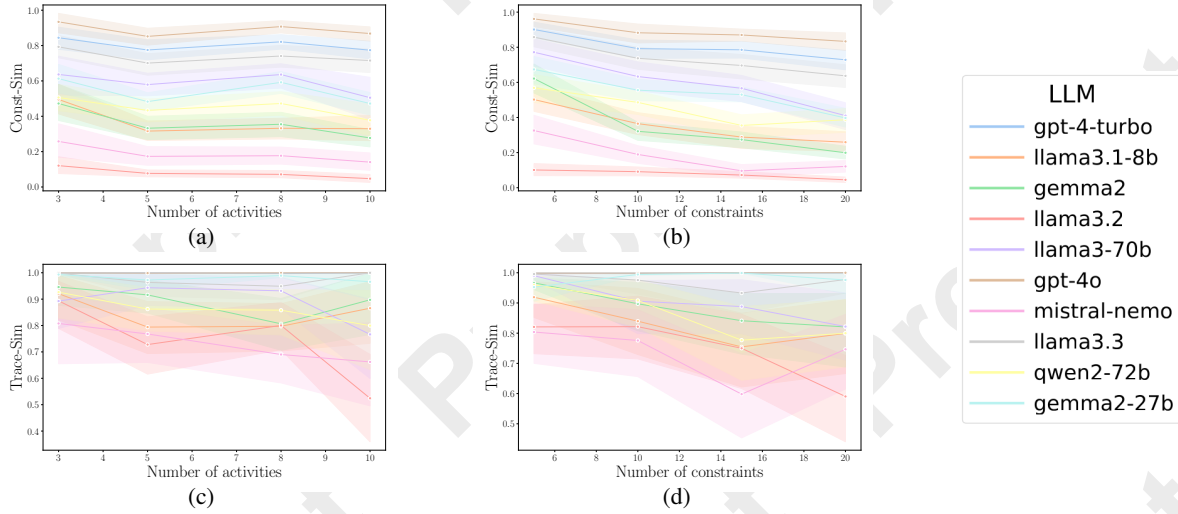 1.0
0.8
0.6
0.4
0.2
0.0
Const-Sim
3 4 5 6 7 8 9 10
Number of activities
(a)
1.0
0.8
0.6
0.4
0.2
0.0
Const-Sim
6 8 10 12 14 16 18 20
Number of constraints
(b)
1.0
0.9
0.8
0.7
0.6
0.5
0.4
Trace-Sim
3 4 5 6 7 8 9 10
Number of activities
(c)
1.0
0.9
0.8
0.7
0.6
0.5
Trace-Sim
6 8 10 12 14 16 18 20
Number of constraints
(d)
LLM
gpt-4-turbo
llama3.1-8b
gemma2
llama3.2
llama3-70b
gpt-4o
mistral-nemo
llama3.3
qwen2-72b
gemma2-27b